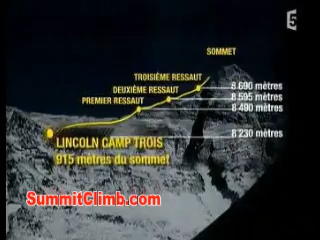 5
SOMMET
TROISIÈME RESSAUT
DEUXIÈME RESSAUT
PREMIER RESSAUT
8 690 mètres
8 595 mètres
8 490 mètres
8 230 mètres
LINCOLN CAMP TROIS
915 mètres du sommet
SummitClimb.com